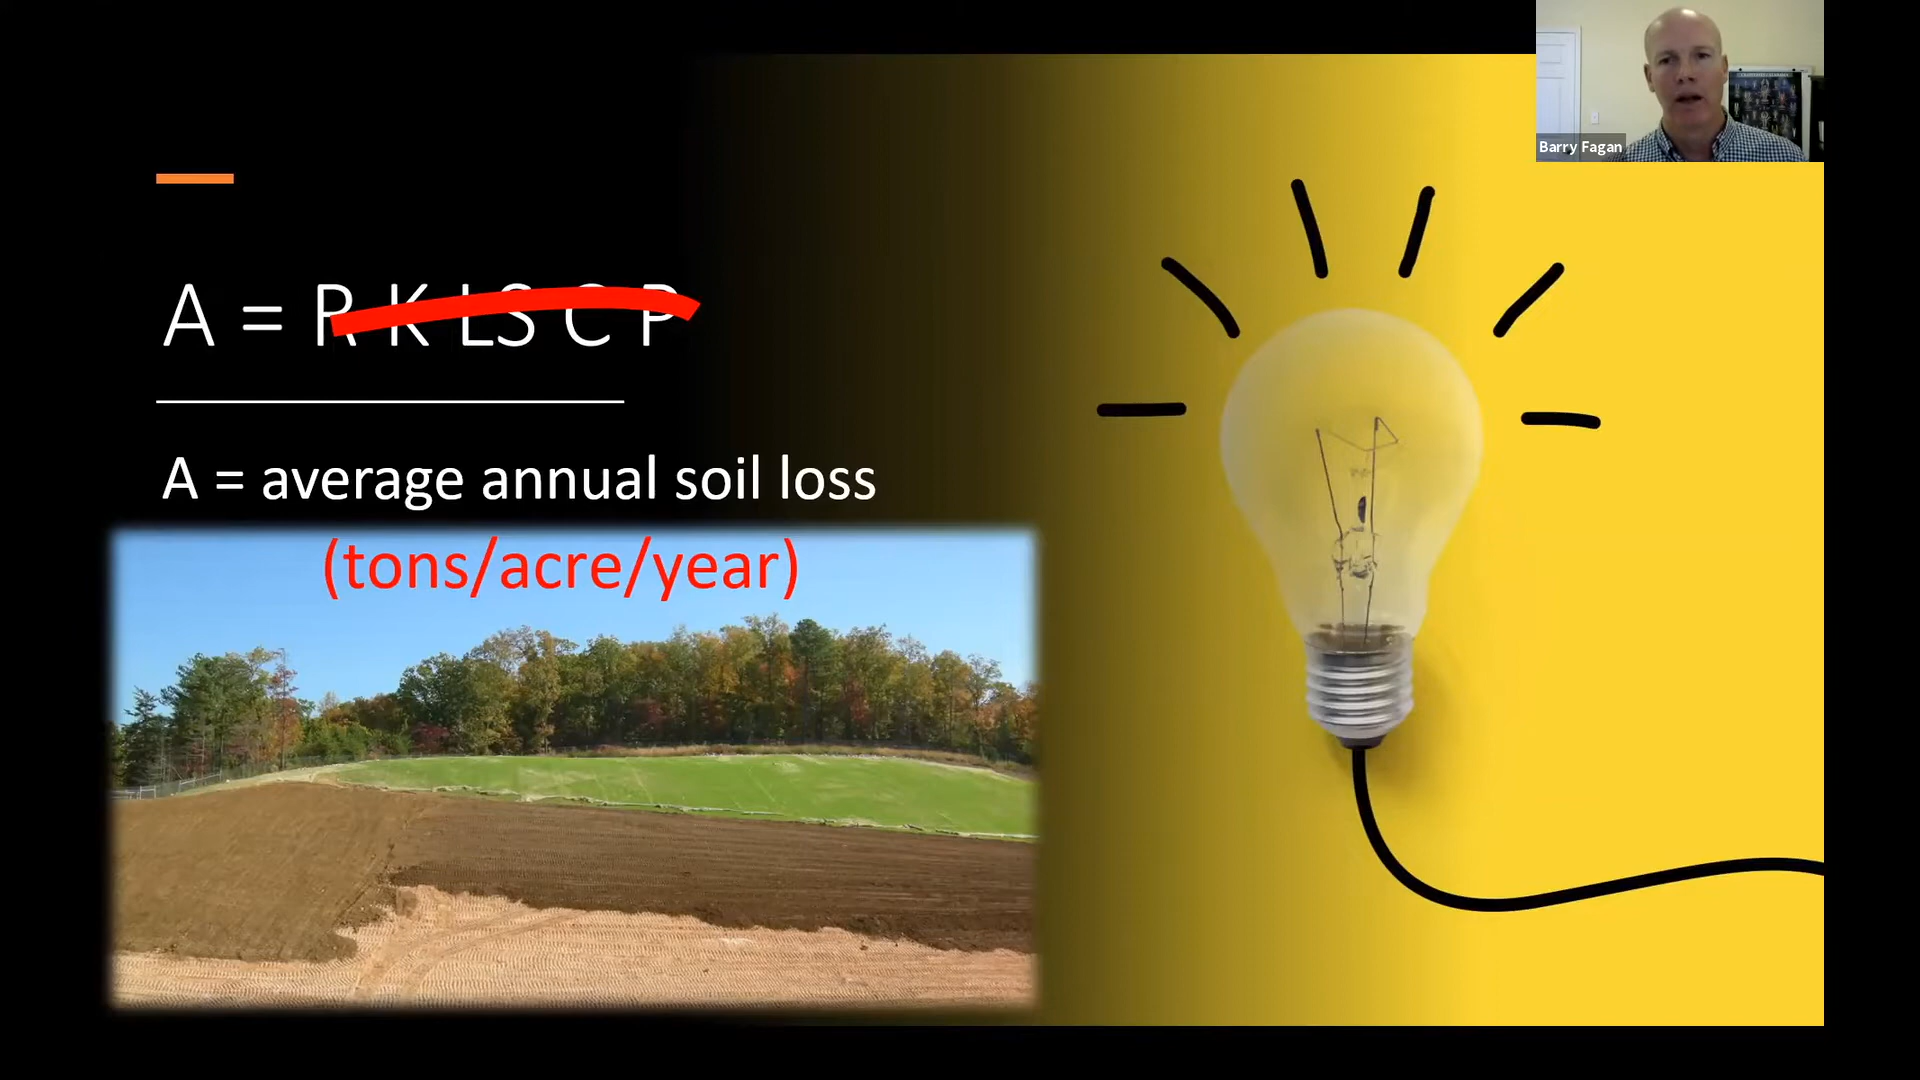 A = R K LS C P
A = average annual soil loss
(tons/acre/year)
Barry Fagan